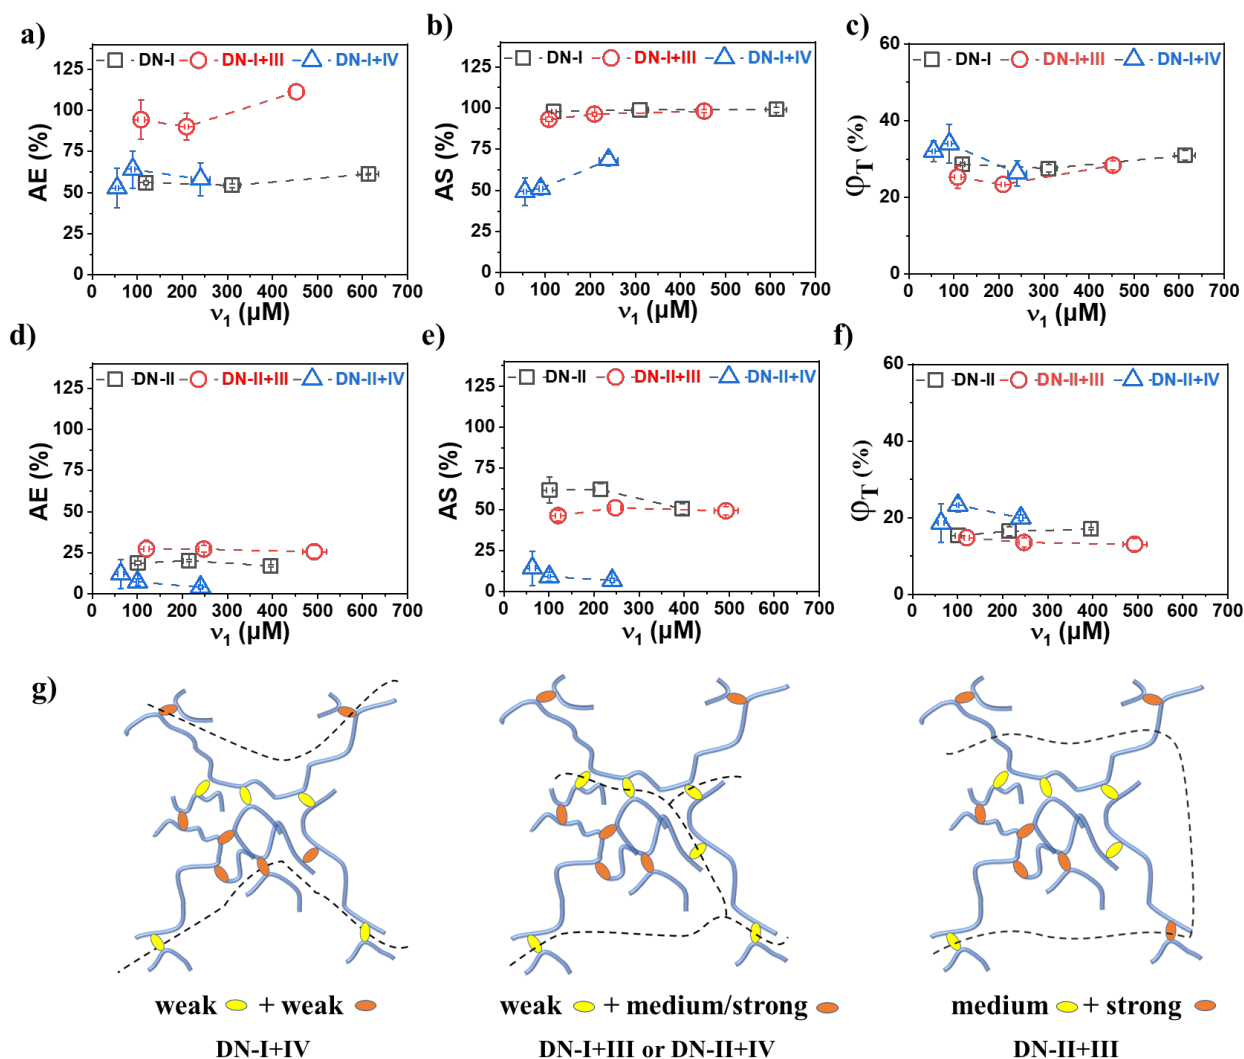 a)
DN-I DN-I+III DN-I+IV
AE (%)
125
100
75
50
25
0
0 100 200 300 400 500 600 700
ν1 (μM)
b)
DN-I DN-I+III DN-I+IV
AS (%)
125
100
75
50
25
0
0 100 200 300 400 500 600 700
ν1 (μM)
c)
DN-I DN-I+III DN-I+IV
φT (%)
60
40
20
0
0 100 200 300 400 500 600 700
ν1 (μM)
d)
DN-II DN-II+III DN-II+IV
AE (%)
125
100
75
50
25
0
0 100 200 300 400 500 600 700
ν1 (μM)
e)
DN-II DN-II+III DN-II+IV
AS (%)
125
100
75
50
25
0
0 100 200 300 400 500 600 700
ν1 (μM)
f)
DN-II DN-II+III DN-II+IV
φT (%)
60
40
20
0
0 100 200 300 400 500 600 700
ν1 (μM)
g)
weak + weak
DN-I+IV
weak + medium/strong
DN-I+III or DN-II+IV
medium + strong
DN-II+III